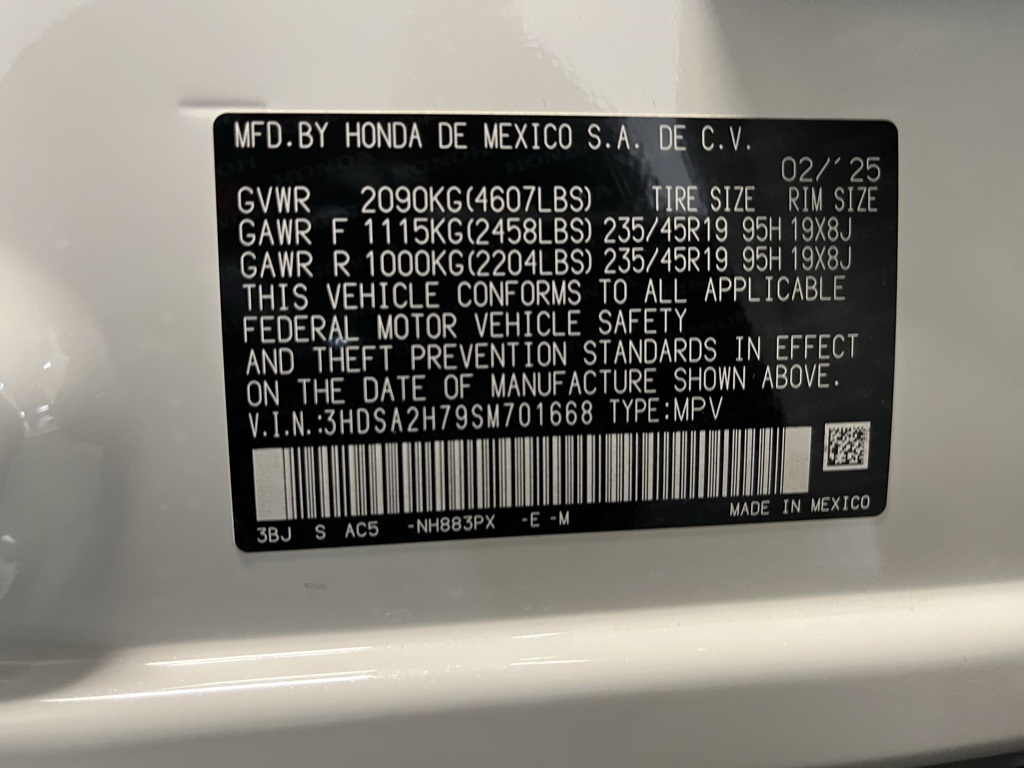 MFD.BY HONDA DE MEXICO S.A. DE C.V.
02/´25
GVWR 2090KG(4607LBS) TIRE SIZE RIM SIZE
GAWR F 1115KG(2458LBS) 235/45R19 95H 19X8J
GAWR R 1000KG(2204LBS) 235/45R19 95H 19X8J
THIS VEHICLE CONFORMS TO ALL APPLICABLE
FEDERAL MOTOR VEHICLE SAFETY
AND THEFT PREVENTION STANDARDS IN EFFECT
ON THE DATE OF MANUFACTURE SHOWN ABOVE.
V.I.N.:3HDSA2H79SM701668 TYPE:MPV
3BJ S AC5 -NH883PX -E -M MADE IN MEXICO